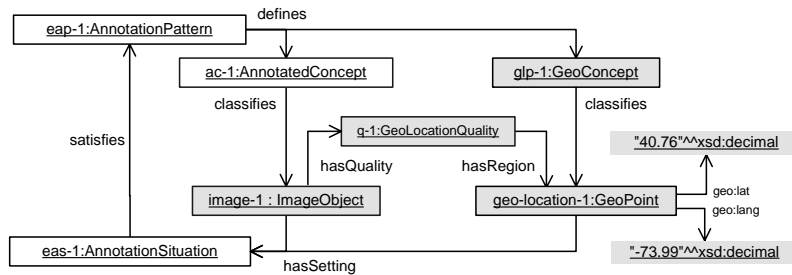 defines
eap-1:AnnotationPattern
ac-1:AnnotatedConcept
glp-1:GeoConcept
classifies
classifies
q-1:GeoLocationQuality
satisfies
"40.76"^^xsd:decimal
hasQuality
hasRegion
image-1 : ImageObject
geo-location-1:GeoPoint
geo:lat
geo:lang
eas-1:AnnotationSituation
"-73.99"^^xsd:decimal
hasSetting